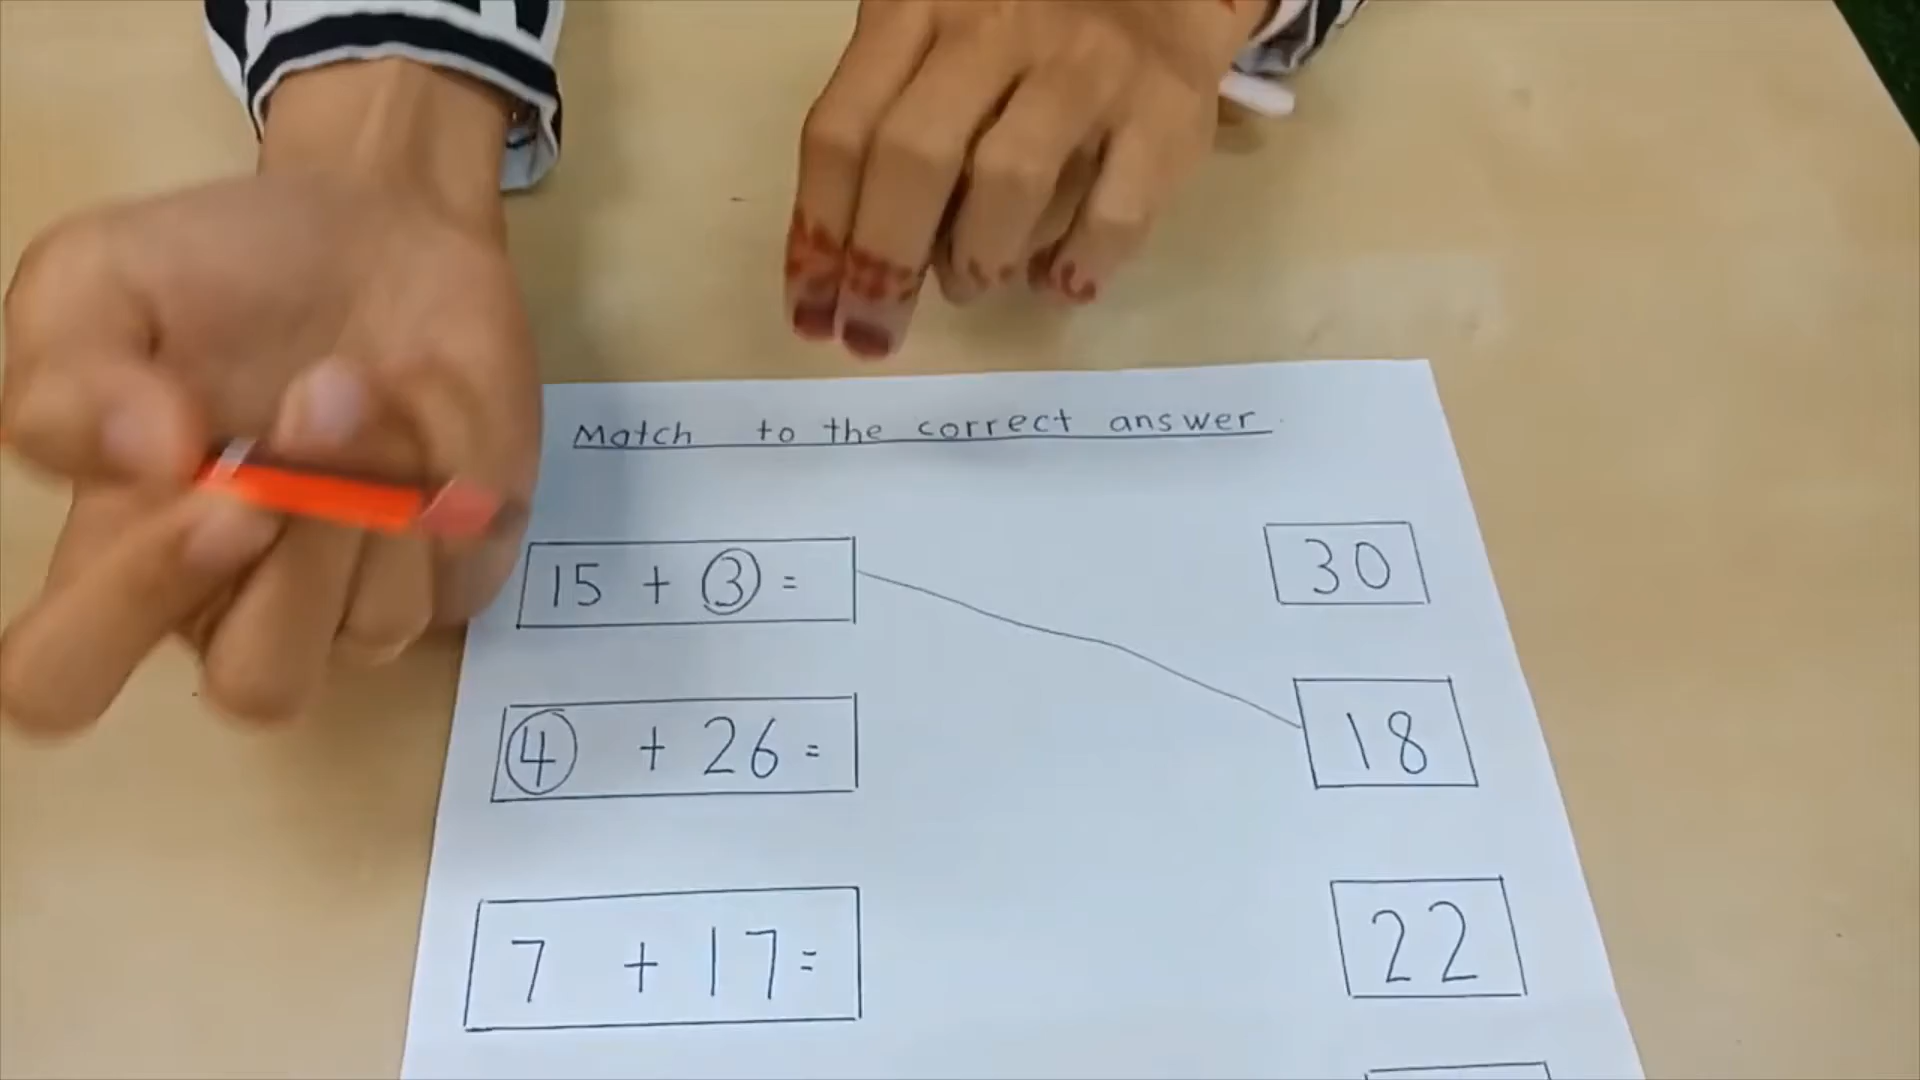 Match to the correct answer.
15 + 3 =
30
4 + 26 =
18
7 + 17 =
22